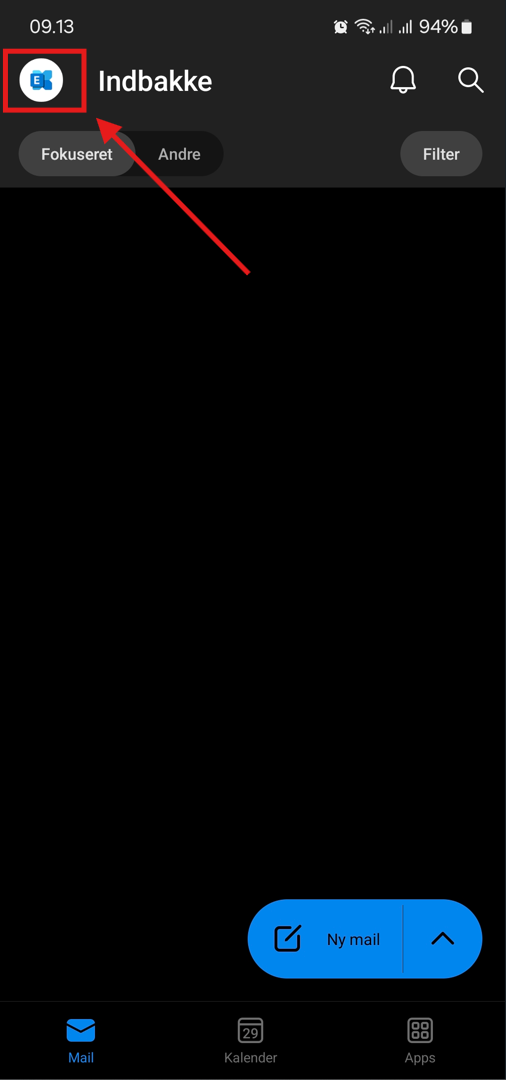 09.13 94%
E Indbakke
Fokuseret Andre Filter
Ny mail
29
Mail Kalender Apps